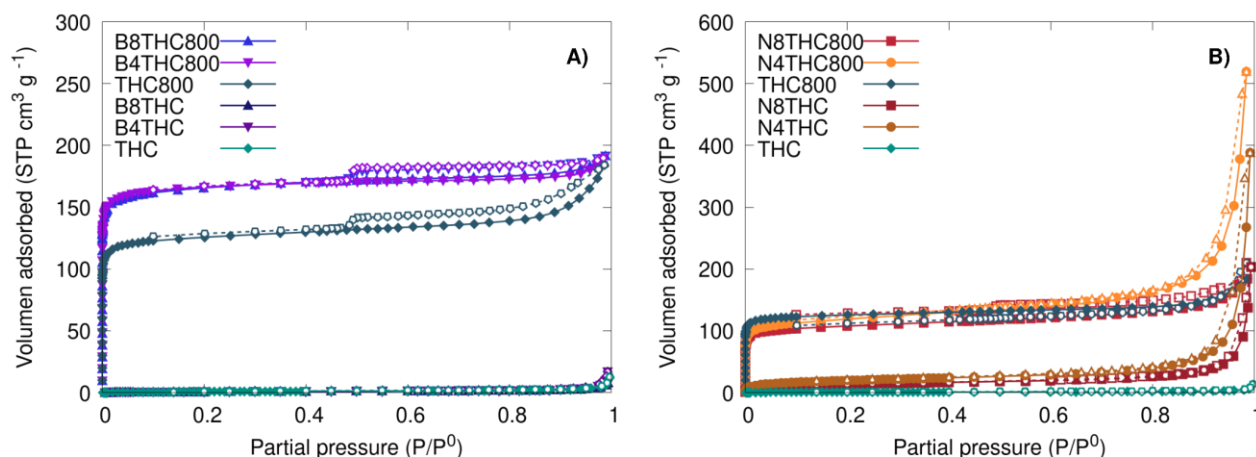 A)
B8THC800
B4THC800
THC800
B8THC
B4THC
THC
Volumen adsorbed (STP cm³ g⁻¹)
300
250
200
150
100
50
0
0 0.2 0.4 0.6 0.8 1
Partial pressure (P/P⁰)
B)
N8THC800
N4THC800
THC800
N8THC
N4THC
THC
Volumen adsorbed (STP cm³ g⁻¹)
600
500
400
300
200
100
0
0 0.2 0.4 0.6 0.8 1
Partial pressure (P/P⁰)